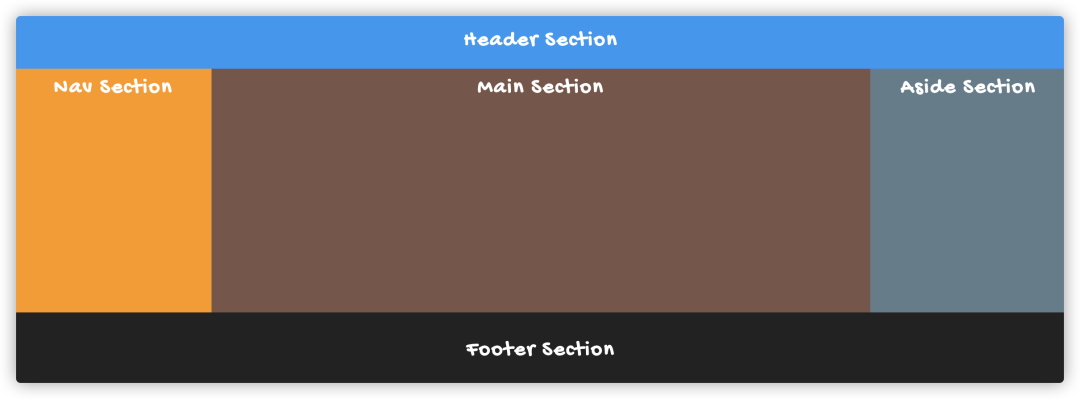 Header Section
Nav Section
Main Section
Aside Section
Footer Section